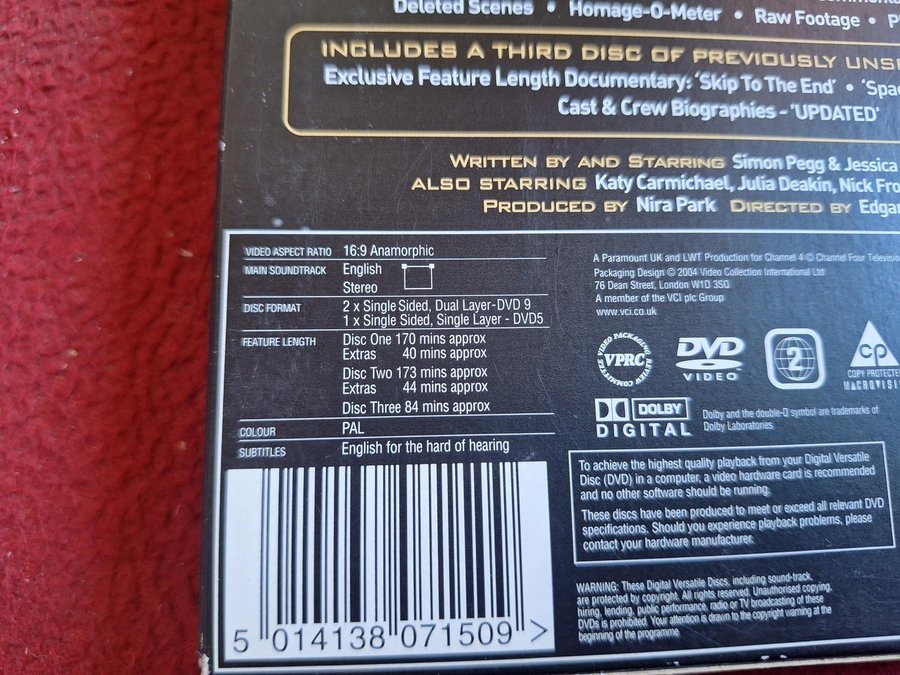 Deleted Scenes • Homage-O-Meter • Raw Footage •
INCLUDES A THIRD DISC OF PREVIOUSLY
Exclusive Feature Length Documentary: 'Skip To The End' •
Cast & Crew Biographies - 'UPDATED'
WRITTEN BY AND STARRING Simon Pegg & Jessica
ALSO STARRING Katy Carmichael, Julia Deakin, Nick
PRODUCED BY Nira Park DIRECTED BY
VIDEO ASPECT RATIO 16:9 Anamorphic
MAIN SOUNDTRACK English
Stereo
DISC FORMAT 2 x Single Sided, Dual Layer-DVD 9
1 x Single Sided, Single Layer - DVD5
FEATURE LENGTH Disc One 170 mins approx
Extras 40 mins approx
Disc Two 173 mins approx
Extras 44 mins approx
Disc Three 84 mins approx
COLOUR PAL
SUBTITLES English for the hard of hearing
5 014138 071509 >
A Paramount UK and LWT Production for Channel 4 © Channel Four
Packaging Design © 2004 Video Collection International Ltd
76 Dean Street, London W1D 3SQ
A member of the VCI plc Group
www.vci.co.uk
VIDEO PACKAGING REVIEW COMMITTEE
VPRC
DVD
VIDEO
2
CP
COPY PROTECTED
DOLBY
DIGITAL
Dolby and the double-D symbol are trademarks of
Dolby Laboratories.
To achieve the highest quality playback from your Digital Versatile
Disc (DVD) in a computer, a video hardware card is recommended
and no other software should be running.
These discs have been produced to meet or exceed all relevant DVD
specifications. Should you experience playback problems, please
contact your hardware manufacturer.
WARNING: These Digital Versatile Discs, including sound-track,
are protected by copyright. All rights reserved. Unauthorised copying,
hiring, lending, public performance, radio or TV broadcasting of these
DVDs is prohibited. Your attention is drawn to the copyright warning at the
beginning of the programme.